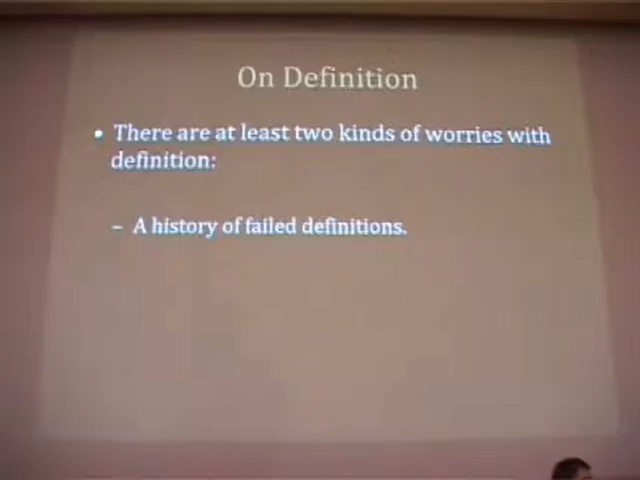 On Definition
• There are at least two kinds of worries with
definition:
– A history of failed definitions.